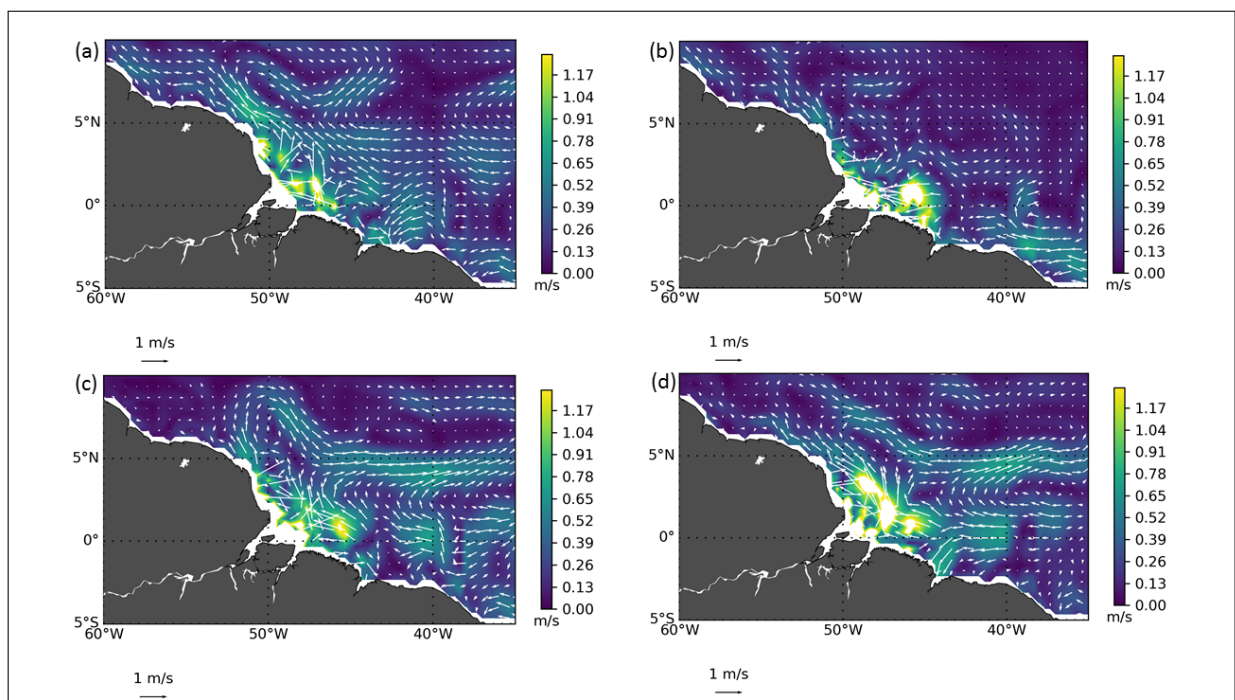 (a)
5°N
0°
5°S
60°W
50°W
40°W
1.17
1.04
0.91
0.78
0.65
0.52
0.39
0.26
0.13
0.00
m/s
1 m/s
(b)
5°N
0°
5°S
60°W
50°W
40°W
1.17
1.04
0.91
0.78
0.65
0.52
0.39
0.26
0.13
0.00
m/s
1 m/s
(c)
5°N
0°
5°S
60°W
50°W
40°W
1.17
1.04
0.91
0.78
0.65
0.52
0.39
0.26
0.13
0.00
m/s
1 m/s
(d)
5°N
0°
5°S
60°W
50°W
40°W
1.17
1.04
0.91
0.78
0.65
0.52
0.39
0.26
0.13
0.00
m/s
1 m/s